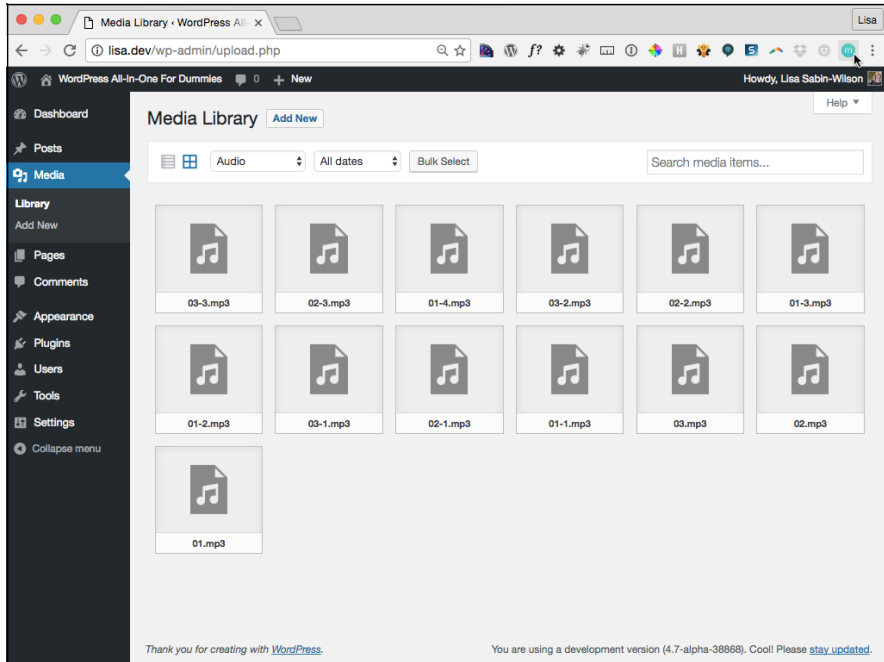 Media Library ‹ WordPress All-
Lisa
lisa.dev/wp-admin/upload.php
WordPress All-In-One For Dummies 0 + New Howdy, Lisa Sabin-Wilson
Help
Dashboard
Posts
Media
Library
Add New
Pages
Comments
Appearance
Plugins
Users
Tools
Settings
Collapse menu
Media Library Add New
Audio All dates Bulk Select Search media items...
03-3.mp3 02-3.mp3 01-4.mp3 03-2.mp3 02-2.mp3 01-3.mp3
01-2.mp3 03-1.mp3 02-1.mp3 01-1.mp3 03.mp3 02.mp3
01.mp3
Thank you for creating with WordPress. You are using a development version (4.7-alpha-38868). Cool! Please stay updated.